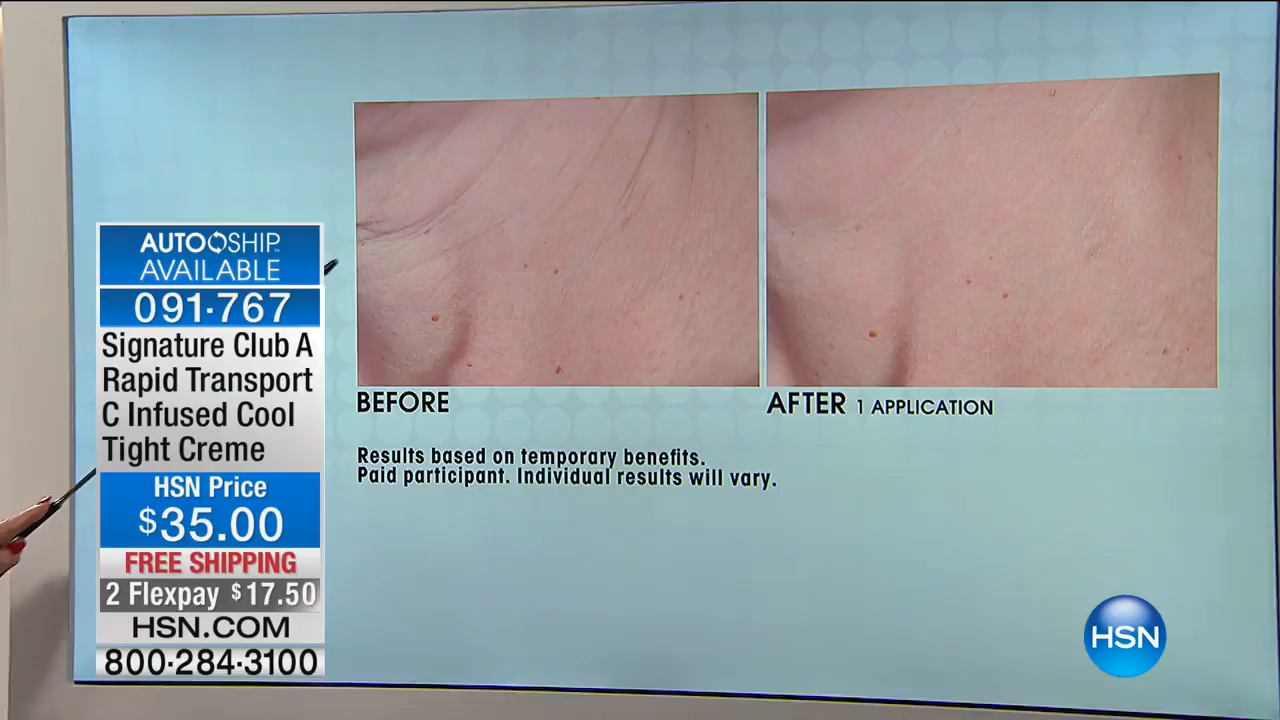 AUTO SHIP
AVAILABLE
091·767
Signature Club A
Rapid Transport
C Infused Cool
Tight Creme
HSN Price
$35.00
FREE SHIPPING
2 Flexpay $17.50
HSN.COM
800·284·3100
BEFORE
AFTER 1 APPLICATION
Results based on temporary benefits.
Paid participant. Individual results will vary.
HSN